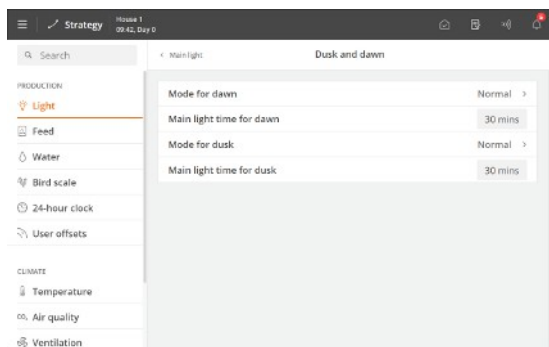 Strategy
House 1
09:42, Day 0
Search
Main light
Dusk and dawn
PRODUCTION
Light
Feed
Water
Bird scale
24-hour clock
User offsets
CLIMATE
Temperature
CO₂ Air quality
Ventilation
Mode for dawn Normal
Main light time for dawn 30 mins
Mode for dusk Normal
Main light time for dusk 30 mins